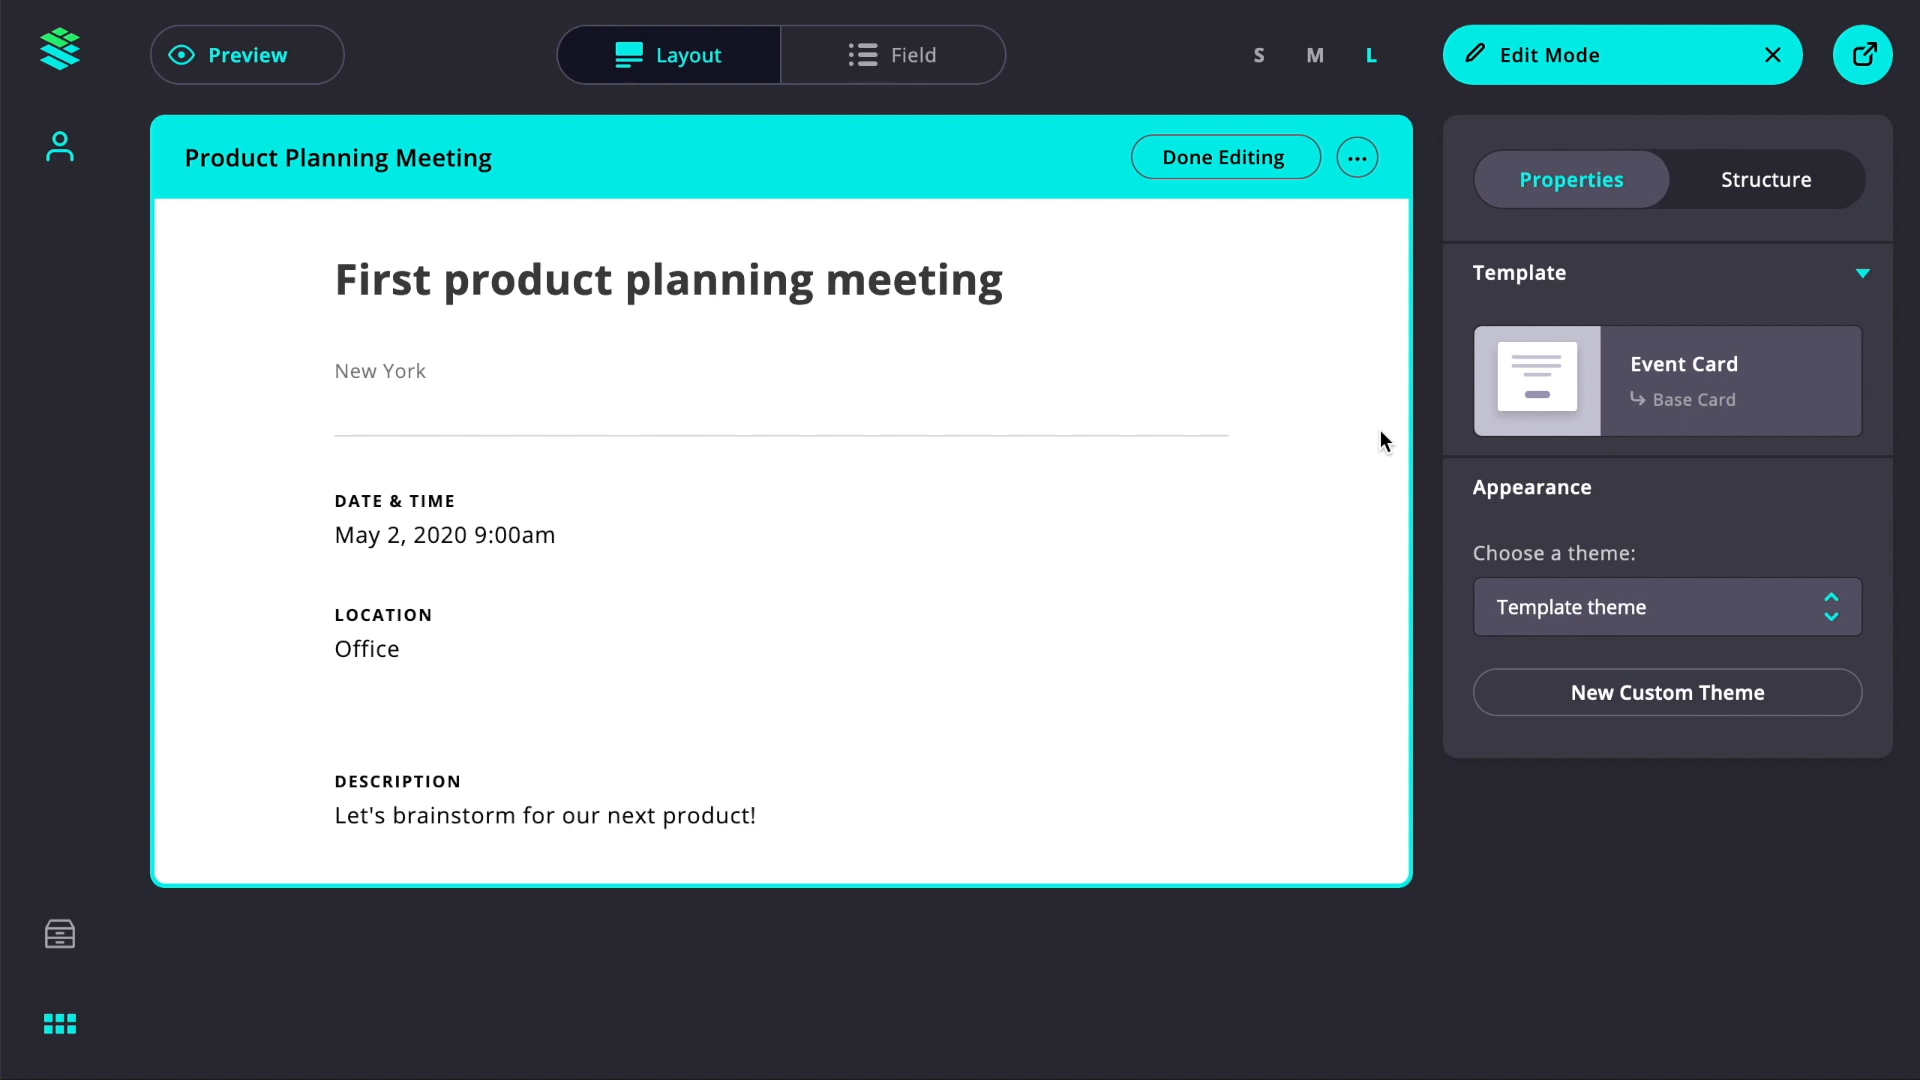 Preview
Layout
Field
S M L
Edit Mode
Product Planning Meeting
Done Editing
First product planning meeting
New York
DATE & TIME
May 2, 2020 9:00am
LOCATION
Office
DESCRIPTION
Let's brainstorm for our next product!
Properties
Structure
Template
Event Card
Base Card
Appearance
Choose a theme:
Template theme
New Custom Theme